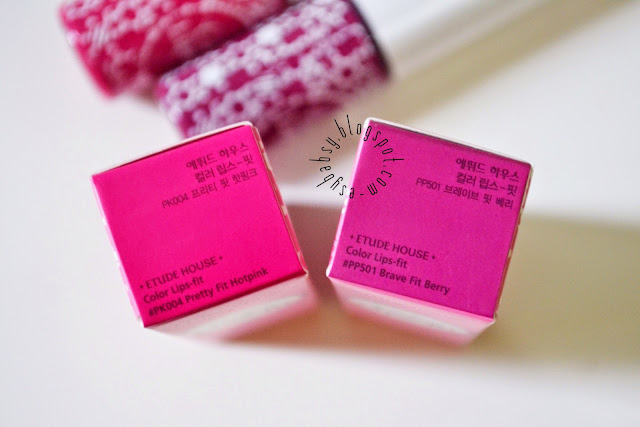 에뛰드 하우스
컬러 립스-핏
PK004 프리티 핏 핫핑크
• ETUDE HOUSE •
Color Lips-fit
#PK004 Pretty Fit Hotpink
에뛰드 하우스
컬러 립스-핏
PP501 브레이브 핏 베리
• ETUDE HOUSE •
Color Lips-fit
#PP501 Brave Fit Berry
esybabsy.blogspot.com